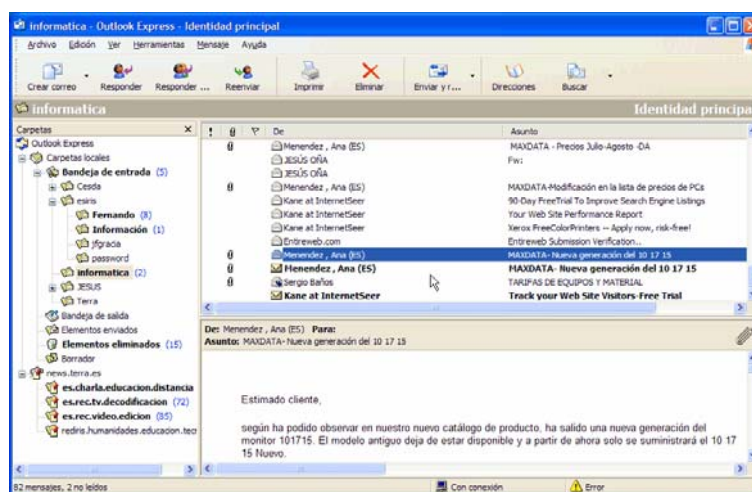 informatica - Outlook Express - Identidad principal
Archivo Edición Ver Herramientas Mensaje Ayuda
Crear correo Responder Responder ... Reenviar Imprimir Eliminar Enviar y r... Direcciones Buscar
informatica Identidad principa
Carpetas
Outlook Express
Carpetas locales
Bandeja de entrada (5)
Cesda
esiris
Fernando (8)
Información (1)
jfgracia
password
informatica (2)
JESUS
Terra
Bandeja de salida
Elementos enviados
Elementos eliminados (15)
Borrador
news.terra.es
es.charla.educacion.distancia
es.rec.tv.decodificacion (72)
es.rec.video.edicion (85)
redris.humanidades.educacion.tec
! De Asunto
Menendez , Ana (ES) MAXDATA - Precios Julio-Agosto -DA
JESÚS OÑA Fw:
JESÚS OÑA
Menendez , Ana (ES) MAXDATA-Modificación en la lista de precios de PCs
Kane at InternetSeer 90-Day FreeTrial To Improve Search Engine Listings
Kane at InternetSeer Your Web Site Performance Report
Kane at InternetSeer Xerox FreeColorPrinters -- Apply now, risk-free!
Entireweb.com Entireweb Submission Verification...
Menendez , Ana (ES) MAXDATA- Nueva generación del 10 17 15
Menendez , Ana (ES) MAXDATA- Nueva generación del 10 17 15
Sergio Baños TARIFAS DE EQUIPOS Y MATERIAL
Kane at InternetSeer Track your Web Site Visitors-Free Trial
De: Menendez , Ana (ES) Para:
Asunto: MAXDATA- Nueva generación del 10 17 15
Estimado cliente,
según ha podido observar en nuestro nuevo catálogo de producto, ha salido una nueva generación del
monitor 101715. El modelo antiguo deja de estar disponible y a partir de ahora solo se suministrará el 10 17
15 Nuevo.
82 mensajes, 2 no leídos Con conexión Error